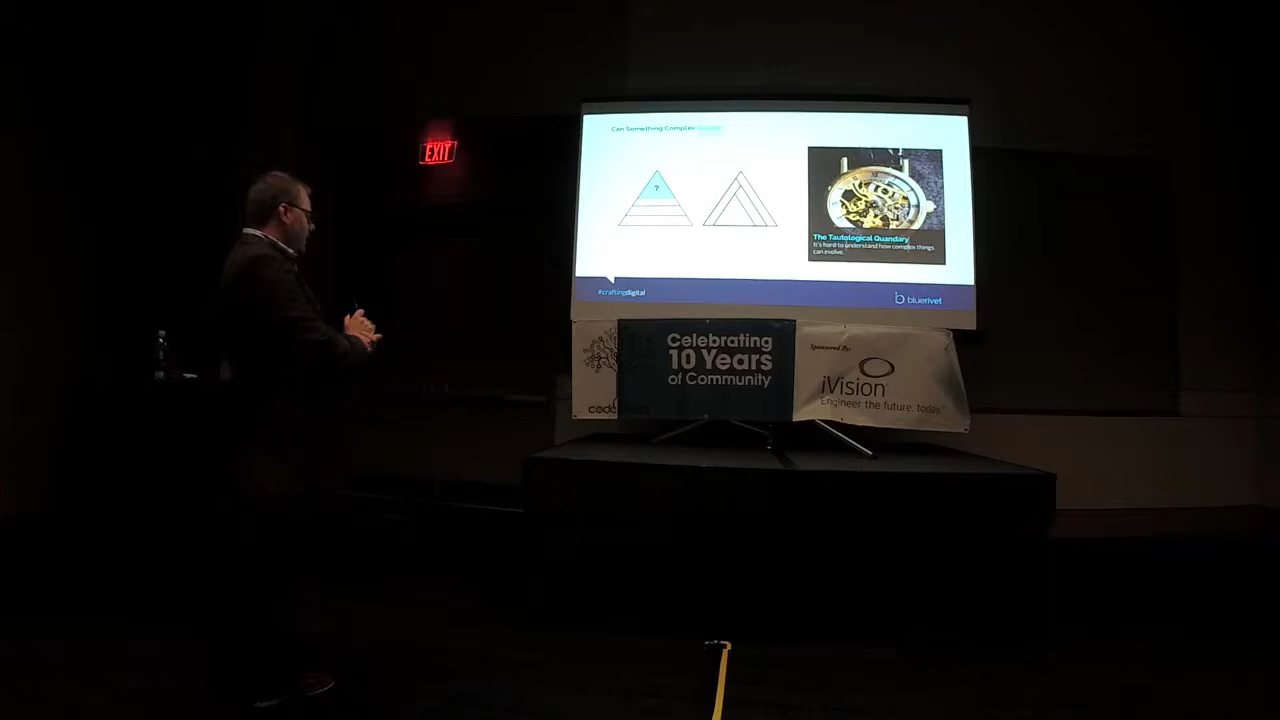 EXIT
Can Something Complex
?
The Tautological Quandary
It's hard to understand how complex things
can evolve.
#craftingdigital
bluerivet
Celebrating
10 Years
of Community
code
Sponsored By:
iVision
Engineer the future, today.